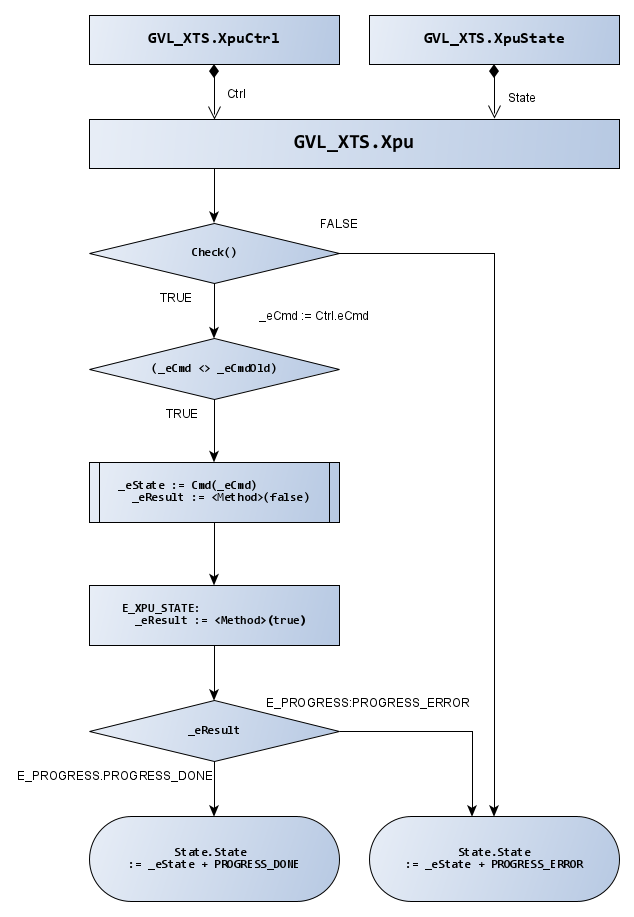 GVL_XTS.XpuCtrl
GVL_XTS.XpuState
Ctrl
State
GVL_XTS.Xpu
FALSE
Check()
TRUE
_eCmd := Ctrl.eCmd
(_eCmd <> _eCmdOld)
TRUE
_eState := Cmd(_eCmd)
_eResult := <Method>(false)
E_XPU_STATE:
_eResult := <Method>(true)
E_PROGRESS:PROGRESS_ERROR
_eResult
E_PROGRESS.PROGRESS_DONE
State.State
:= _eState + PROGRESS_DONE
State.State
:= _eState + PROGRESS_ERROR